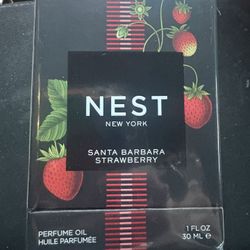 NEST
NEW YORK
SANTA BARBARA
STRAWBERRY
PERFUME OIL
HUILE PARFUMÉE
1 FL OZ
30 ML ℮